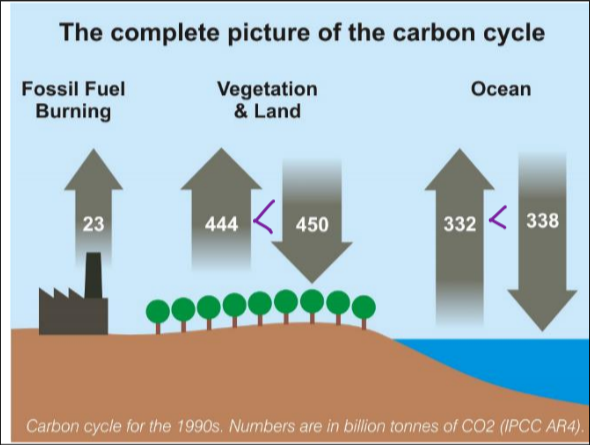 The complete picture of the carbon cycle
Fossil Fuel
Burning
Vegetation
& Land
Ocean
23
444 < 450
332 < 338
Carbon cycle for the 1990s. Numbers are in billion tonnes of CO2 (IPCC AR4).